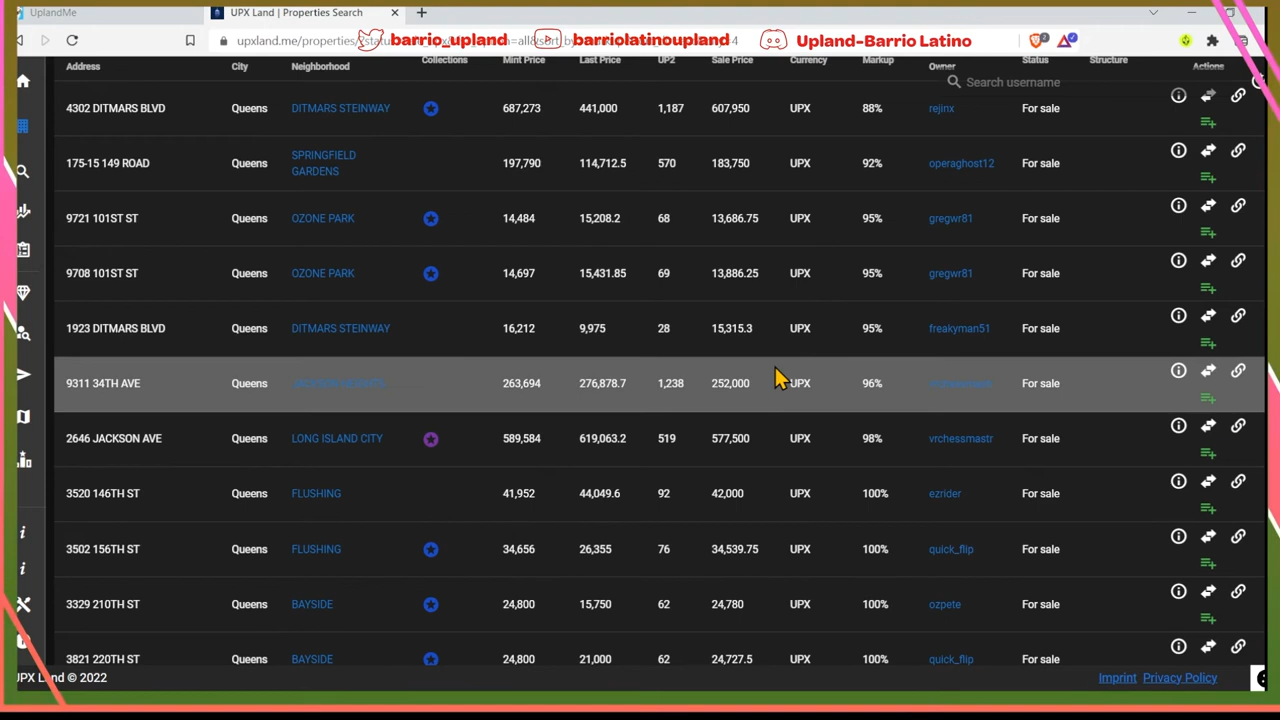 UplandMe
UPX Land | Properties Search
upxland.me/properties/
barrio_upland
barriolatinoupland
Upland-Barrio Latino
Address City Neighborhood Collections Mint Price Last Price UP2 Sale Price Currency Markup Owner Status Structure Actions
Search username
4302 DITMARS BLVD Queens DITMARS STEINWAY 687,273 441,000 1,187 607,950 UPX 88% rejinx For sale
175-15 149 ROAD Queens SPRINGFIELD GARDENS 197,790 114,712.5 570 183,750 UPX 92% operaghost12 For sale
9721 101ST ST Queens OZONE PARK 14,484 15,208.2 68 13,686.75 UPX 95% gregwr81 For sale
9708 101ST ST Queens OZONE PARK 14,697 15,431.85 69 13,886.25 UPX 95% gregwr81 For sale
1923 DITMARS BLVD Queens DITMARS STEINWAY 16,212 9,975 28 15,315.3 UPX 95% freakyman51 For sale
9311 34TH AVE Queens JACKSON HEIGHTS 263,694 276,878.7 1,238 252,000 UPX 96% For sale
2646 JACKSON AVE Queens LONG ISLAND CITY 589,584 619,063.2 519 577,500 UPX 98% vrchessmastr For sale
3520 146TH ST Queens FLUSHING 41,952 44,049.6 92 42,000 UPX 100% ezrider For sale
3502 156TH ST Queens FLUSHING 34,656 26,355 76 34,539.75 UPX 100% quick_flip For sale
3329 210TH ST Queens BAYSIDE 24,800 15,750 62 24,780 UPX 100% ozpete For sale
3821 220TH ST Queens BAYSIDE 24,800 21,000 62 24,727.5 UPX 100% quick_flip For sale
UPX Land © 2022
Imprint Privacy Policy